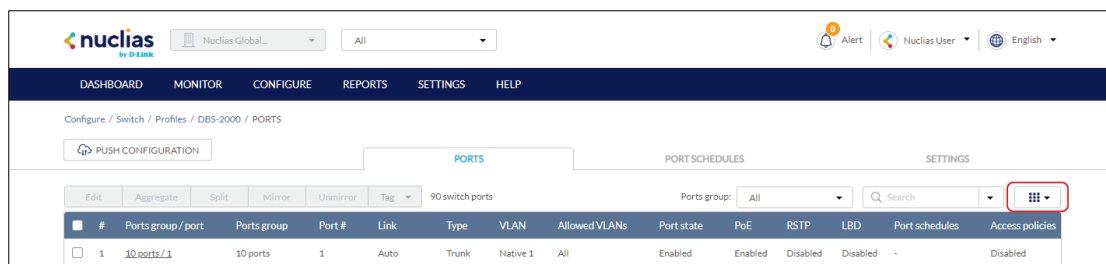 nuclias
by D-Link
Nuclias Global...
All
0
Alert
Nuclias User
English
DASHBOARD MONITOR CONFIGURE REPORTS SETTINGS HELP
Configure / Switch / Profiles / DBS-2000 / PORTS
PUSH CONFIGURATION
PORTS PORT SCHEDULES SETTINGS
Edit Aggregate Split Mirror Unmirror Tag 90 switch ports Ports group: All Search
# Ports group / port Ports group Port # Link Type VLAN Allowed VLANs Port state PoE RSTP LBD Port schedules Access policies
1 10 ports / 1 10 ports 1 Auto Trunk Native 1 All Enabled Enabled Disabled Disabled - Disabled